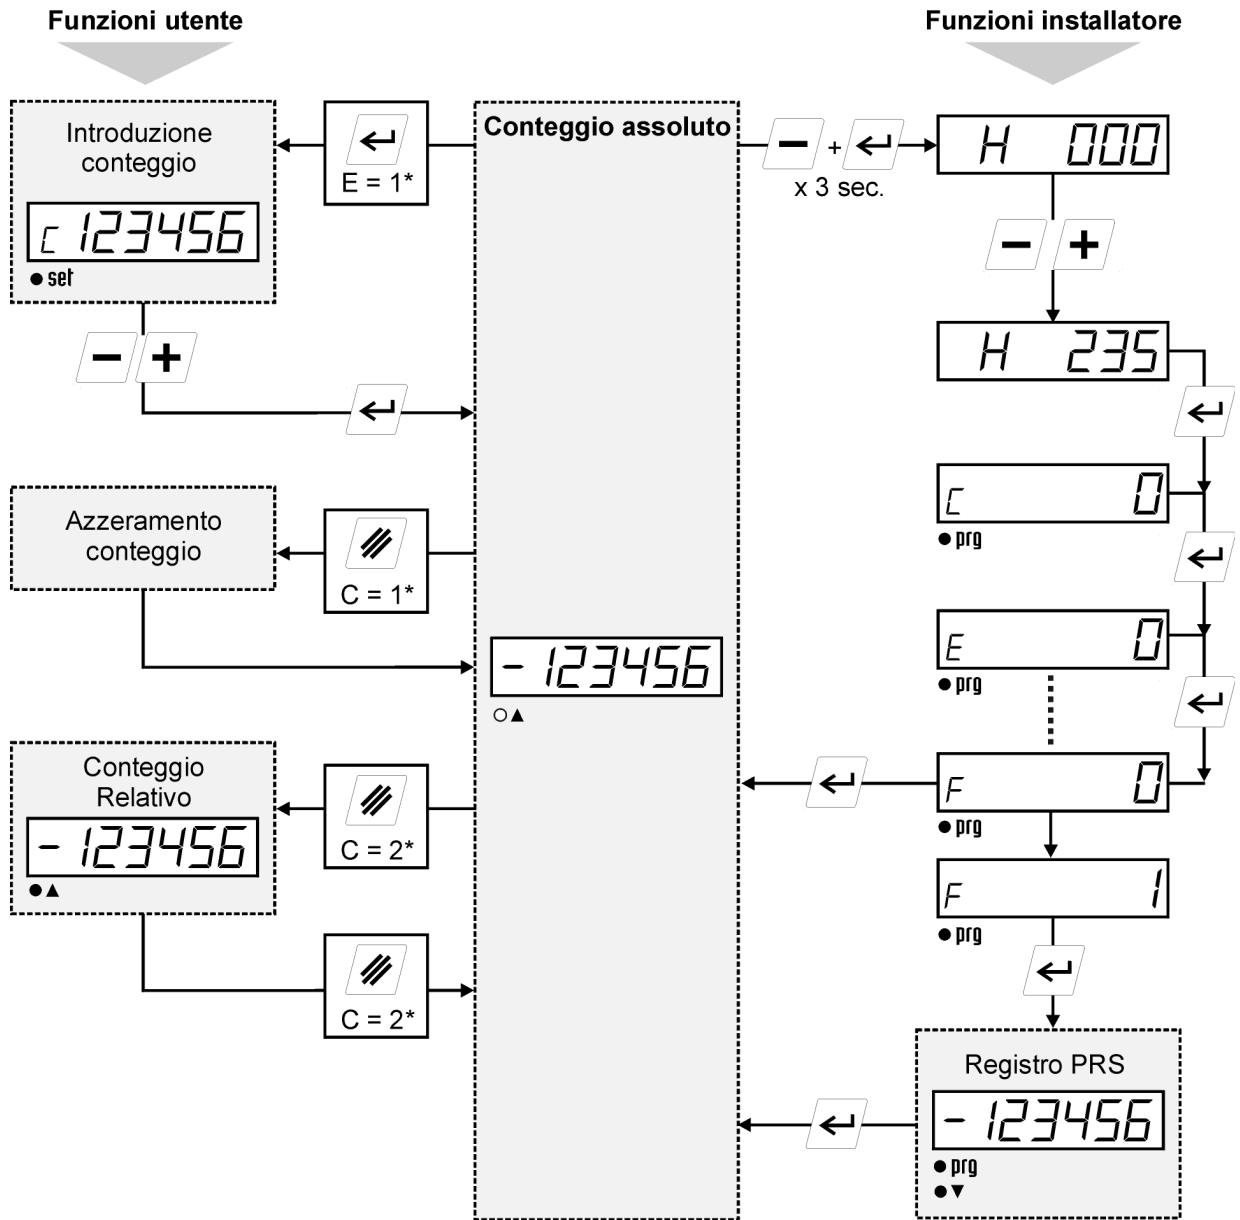 Funzioni utente
Funzioni installatore
Introduzione
conteggio
C 123456
● set
E = 1*
Conteggio assoluto
- + 
x 3 sec.
H 000
- +
H 235
- +
C 0
● prg
Azzeramento
conteggio
C = 1*
E 0
● prg
- 123456
○▲
Conteggio
Relativo
- 123456
●▲
C = 2*
F 0
● prg
F 1
● prg
C = 2*
Registro PRS
- 123456
● prg
●▼